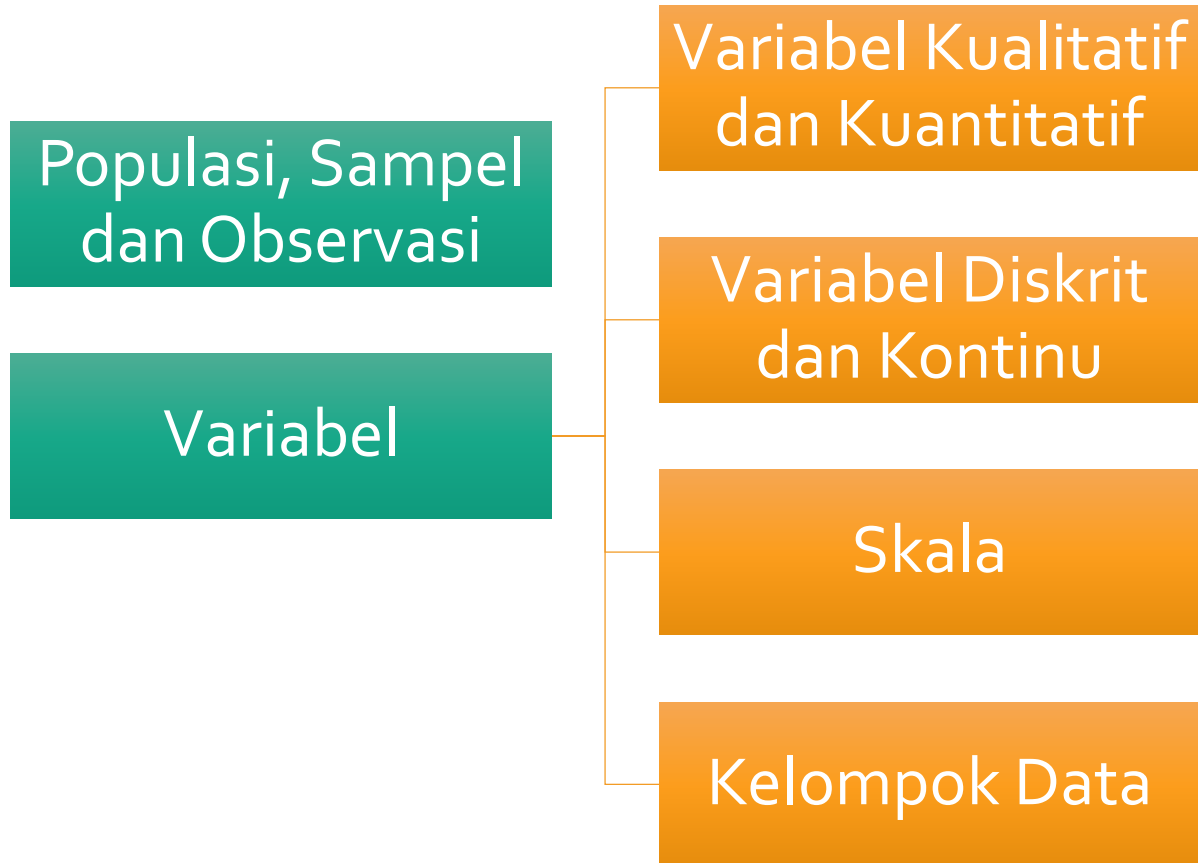 Populasi, Sampel
dan Observasi
Variabel
Variabel Kualitatif
dan Kuantitatif
Variabel Diskrit
dan Kontinu
Skala
Kelompok Data